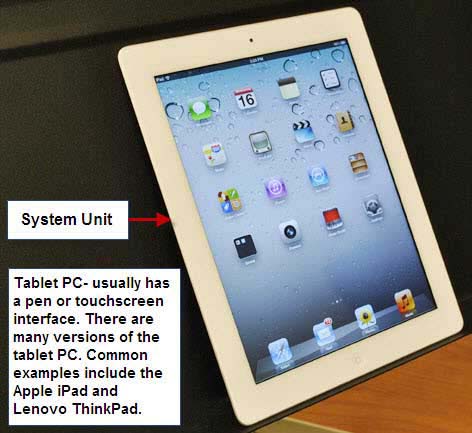 iPad
16
System Unit
Tablet PC- usually has
a pen or touchscreen
interface. There are
many versions of the
tablet PC. Common
examples include the
Apple iPad and
Lenovo ThinkPad.